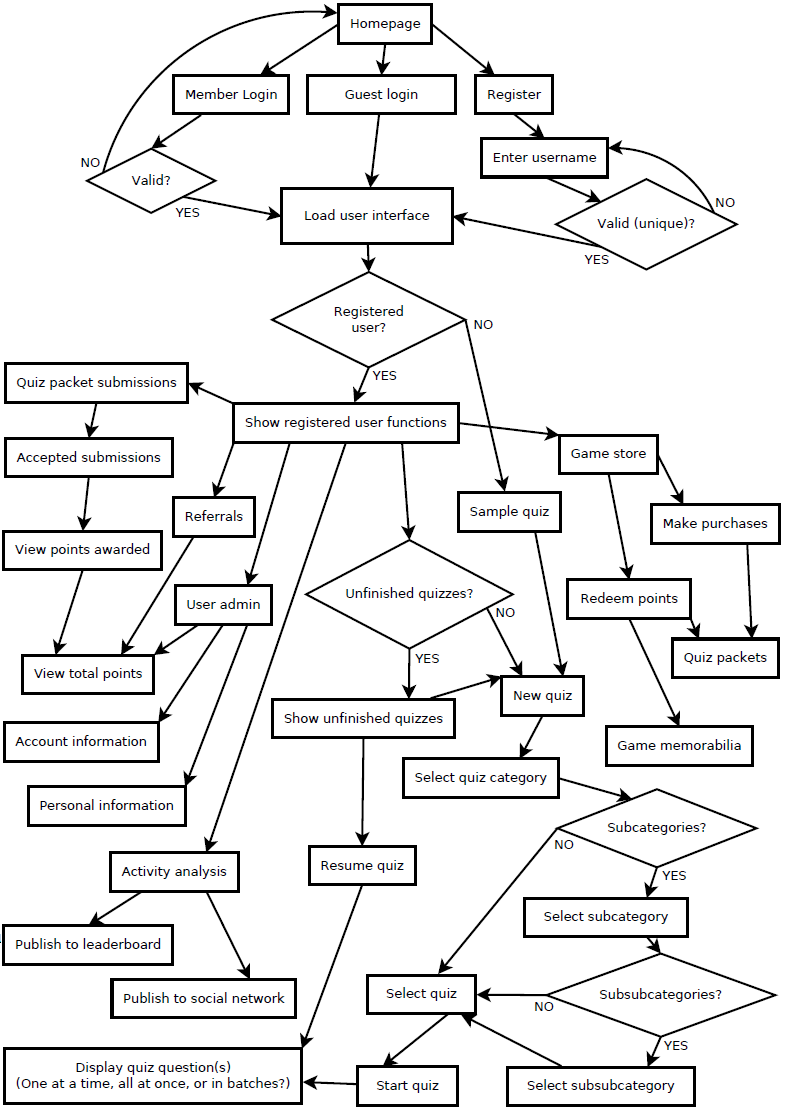 Homepage
Member Login
Guest login
Register
Enter username
NO
Valid?
YES
Load user interface
NO
Valid (unique)?
YES
Registered
user?
NO
YES
Quiz packet submissions
Show registered user functions
Game store
Accepted submissions
Referrals
Sample quiz
Make purchases
View points awarded
User admin
Unfinished quizzes?
NO
YES
Redeem points
Quiz packets
View total points
New quiz
Show unfinished quizzes
Account information
Game memorabilia
Select quiz category
Personal information
Subcategories?
NO
YES
Activity analysis
Resume quiz
Select subcategory
Publish to leaderboard
Publish to social network
Select quiz
Subsubcategories?
NO
YES
Display quiz question(s)
(One at a time, all at once, or in batches?)
Start quiz
Select subsubcategory